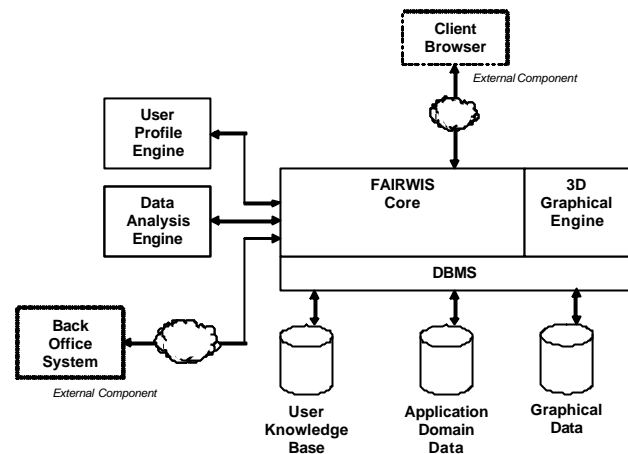 Client
Browser
External Component
User
Profile
Engine
FAIRWIS
Core
3D
Graphical
Engine
Data
Analysis
Engine
DBMS
Back
Office
System
External Component
User
Knowledge
Base
Application
Domain
Data
Graphical
Data